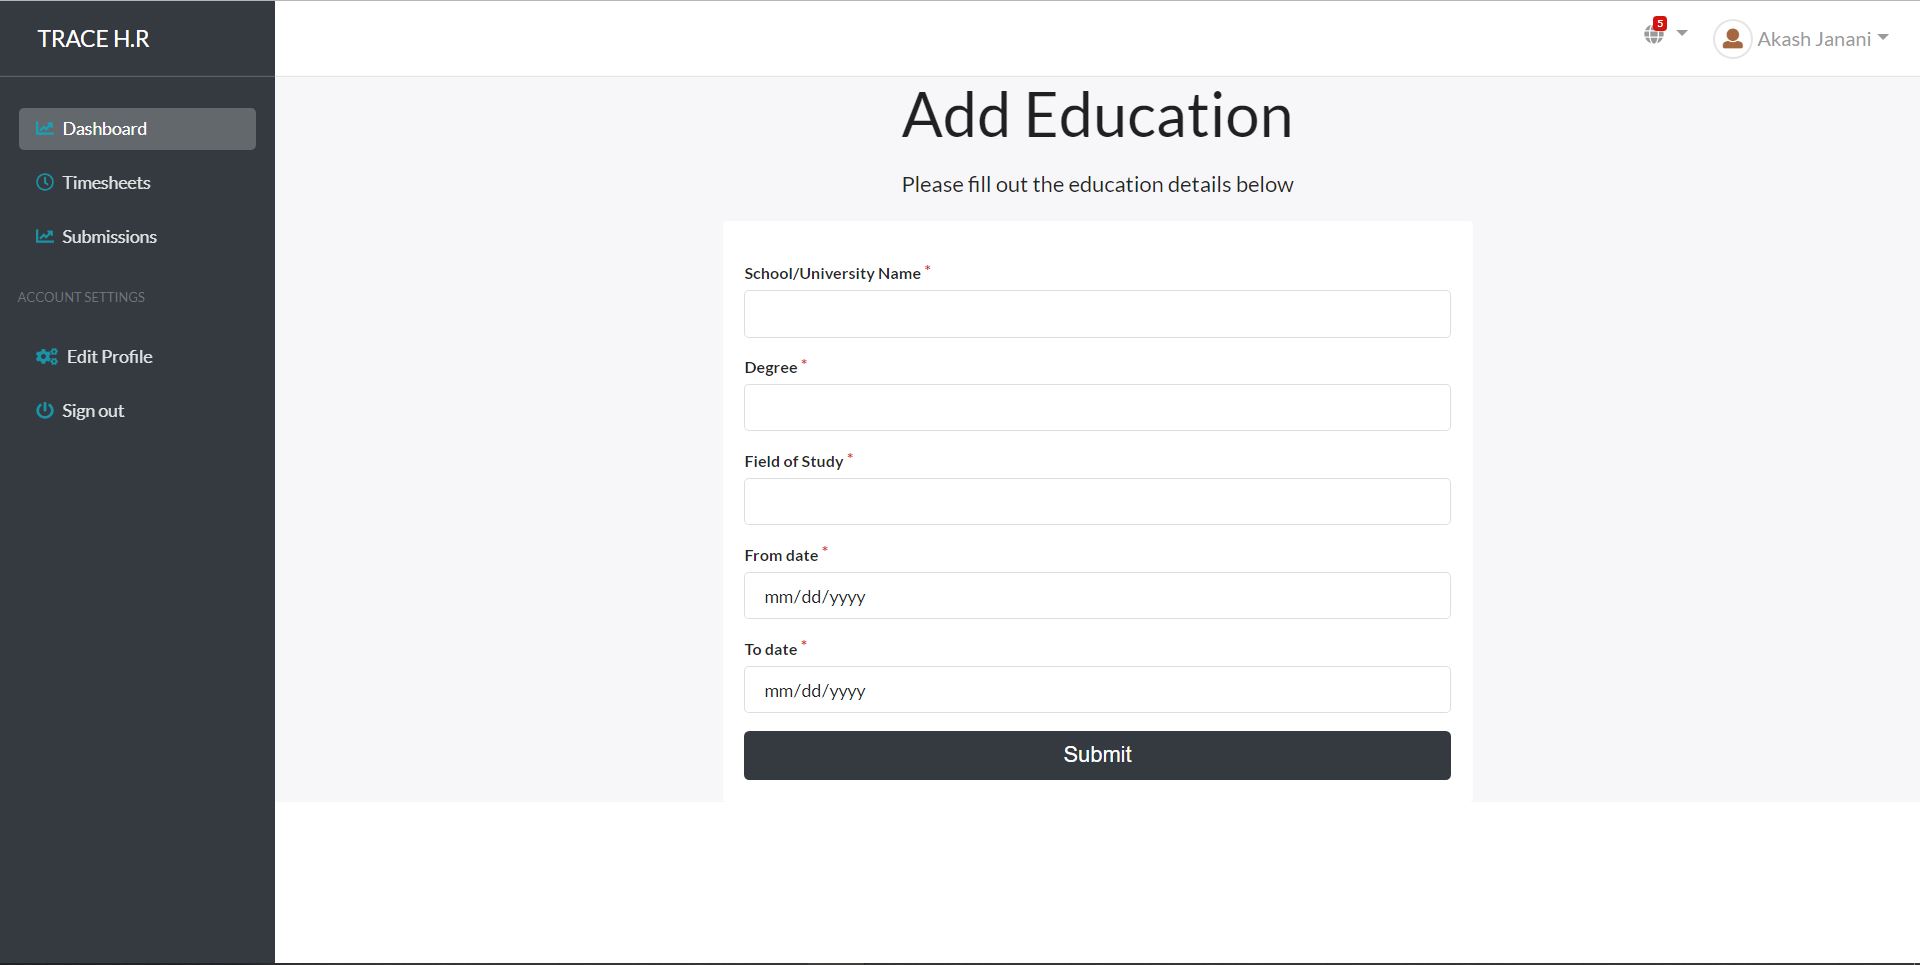 TRACE H.R
5
Akash Janani
Dashboard
Timesheets
Submissions
ACCOUNT SETTINGS
Edit Profile
Sign out
Add Education
Please fill out the education details below
School/University Name *
Degree *
Field of Study *
From date *
mm/dd/yyyy
To date *
mm/dd/yyyy
Submit